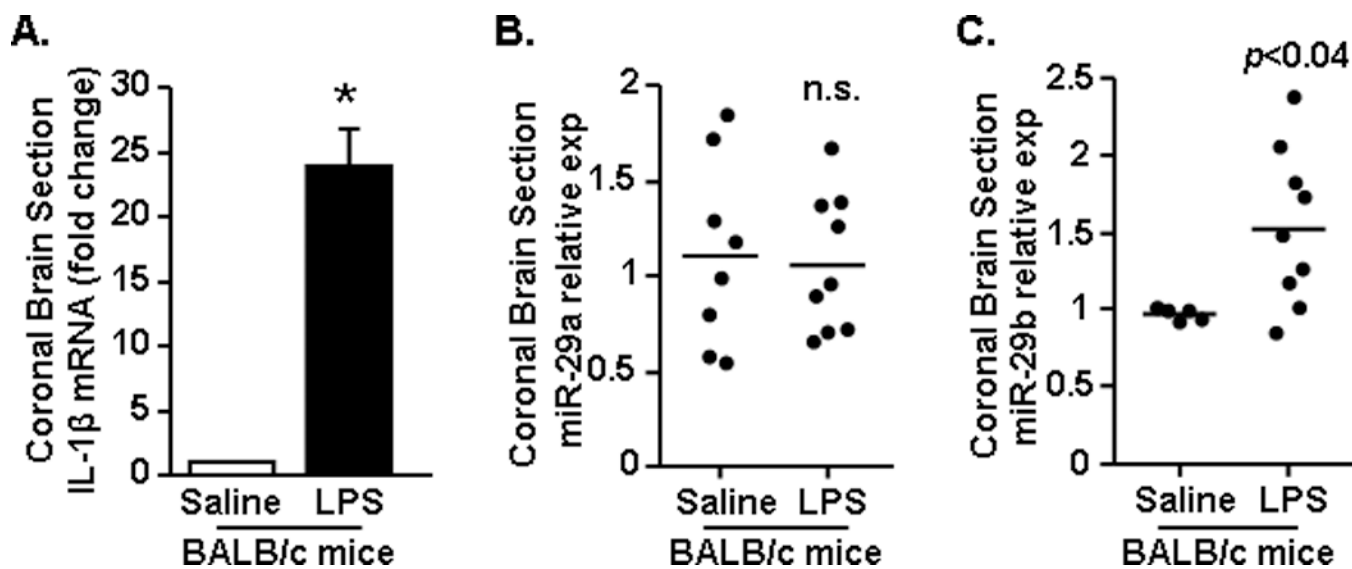 A.
Coronal Brain Section
IL-1β mRNA (fold change)
30
25
20
15
10
5
0
*
Saline LPS
BALB/c mice
B.
Coronal Brain Section
miR-29a relative exp
2
1.5
1
0.5
0
n.s.
Saline LPS
BALB/c mice
C.
Coronal Brain Section
miR-29b relative exp
2.5
2
1.5
1
0.5
0
p<0.04
Saline LPS
BALB/c mice